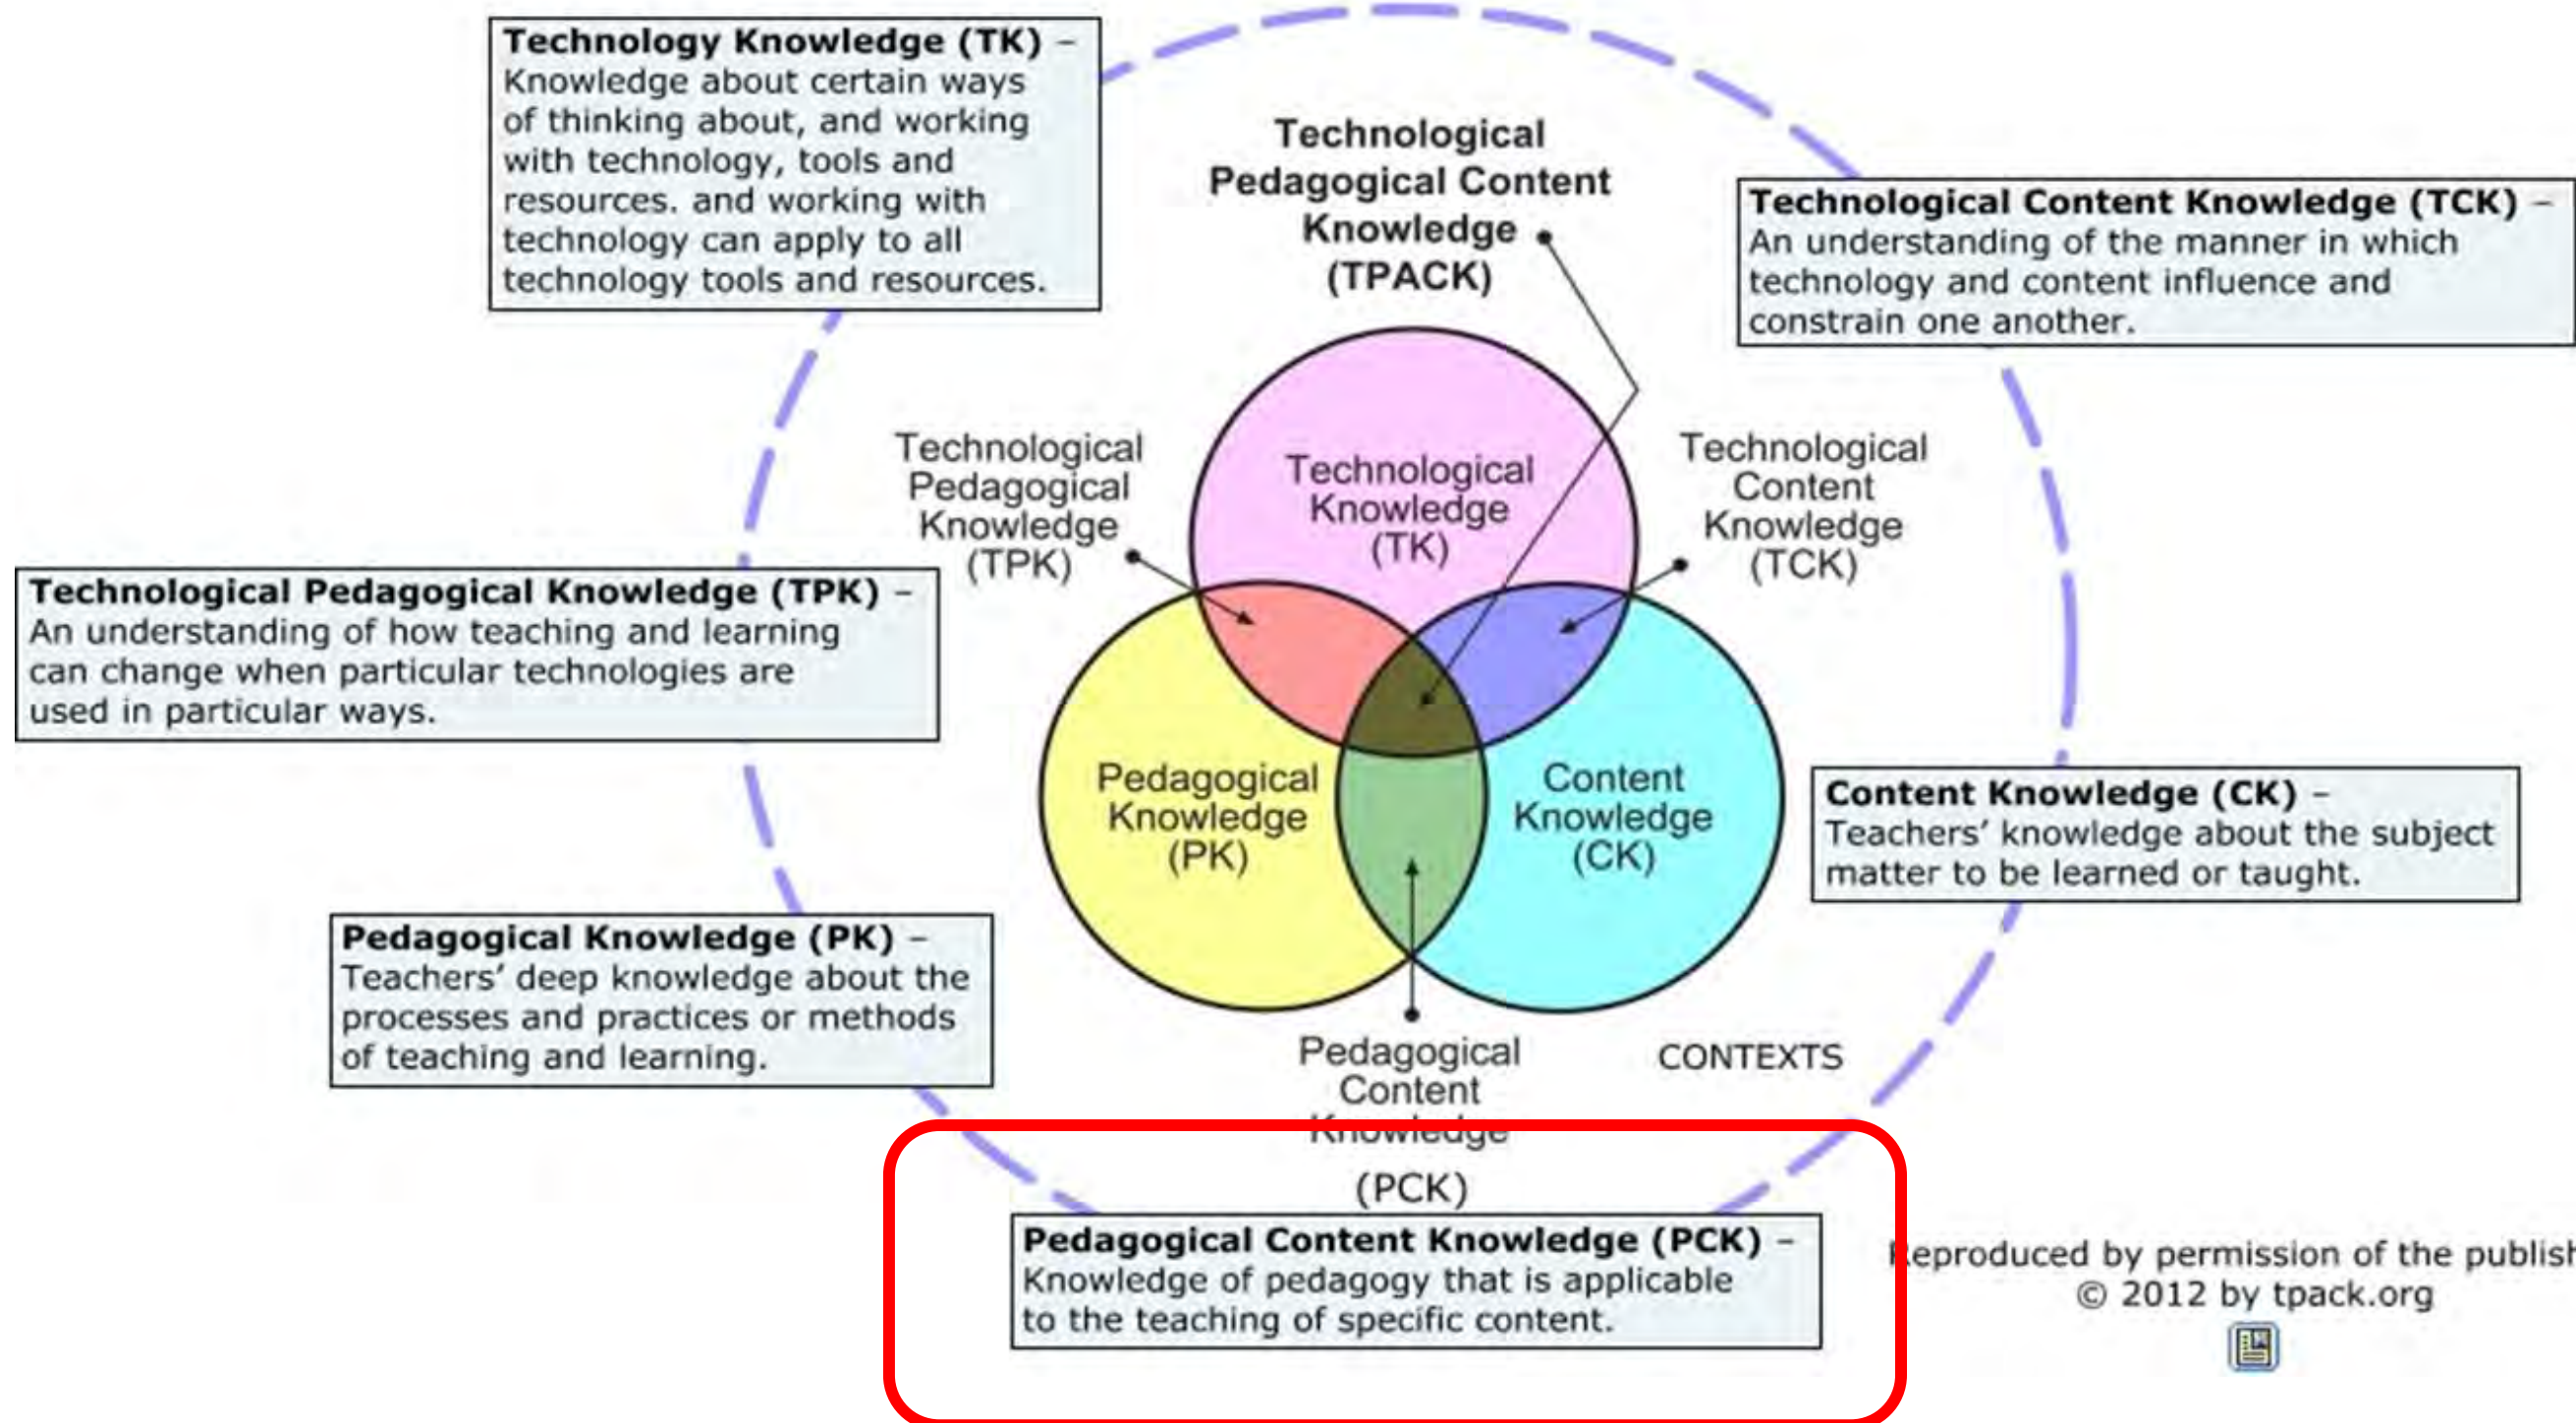 Technology Knowledge (TK) –
Knowledge about certain ways
of thinking about, and working
with technology, tools and
resources. and working with
technology can apply to all
technology tools and resources.
Technological
Pedagogical Content
Knowledge
(TPACK)
Technological Content Knowledge (TCK) –
An understanding of the manner in which
technology and content influence and
constrain one another.
Technological
Pedagogical
Knowledge
(TPK)
Technological
Knowledge
(TK)
Technological
Content
Knowledge
(TCK)
Technological Pedagogical Knowledge (TPK) –
An understanding of how teaching and learning
can change when particular technologies are
used in particular ways.
Pedagogical
Knowledge
(PK)
Content
Knowledge
(CK)
Content Knowledge (CK) –
Teachers’ knowledge about the subject
matter to be learned or taught.
Pedagogical Knowledge (PK) –
Teachers’ deep knowledge about the
processes and practices or methods
of teaching and learning.
Pedagogical
Content
Knowledge
(PCK)
CONTEXTS
Pedagogical Content Knowledge (PCK) –
Knowledge of pedagogy that is applicable
to the teaching of specific content.
Reproduced by permission of the publish
© 2012 by tpack.org